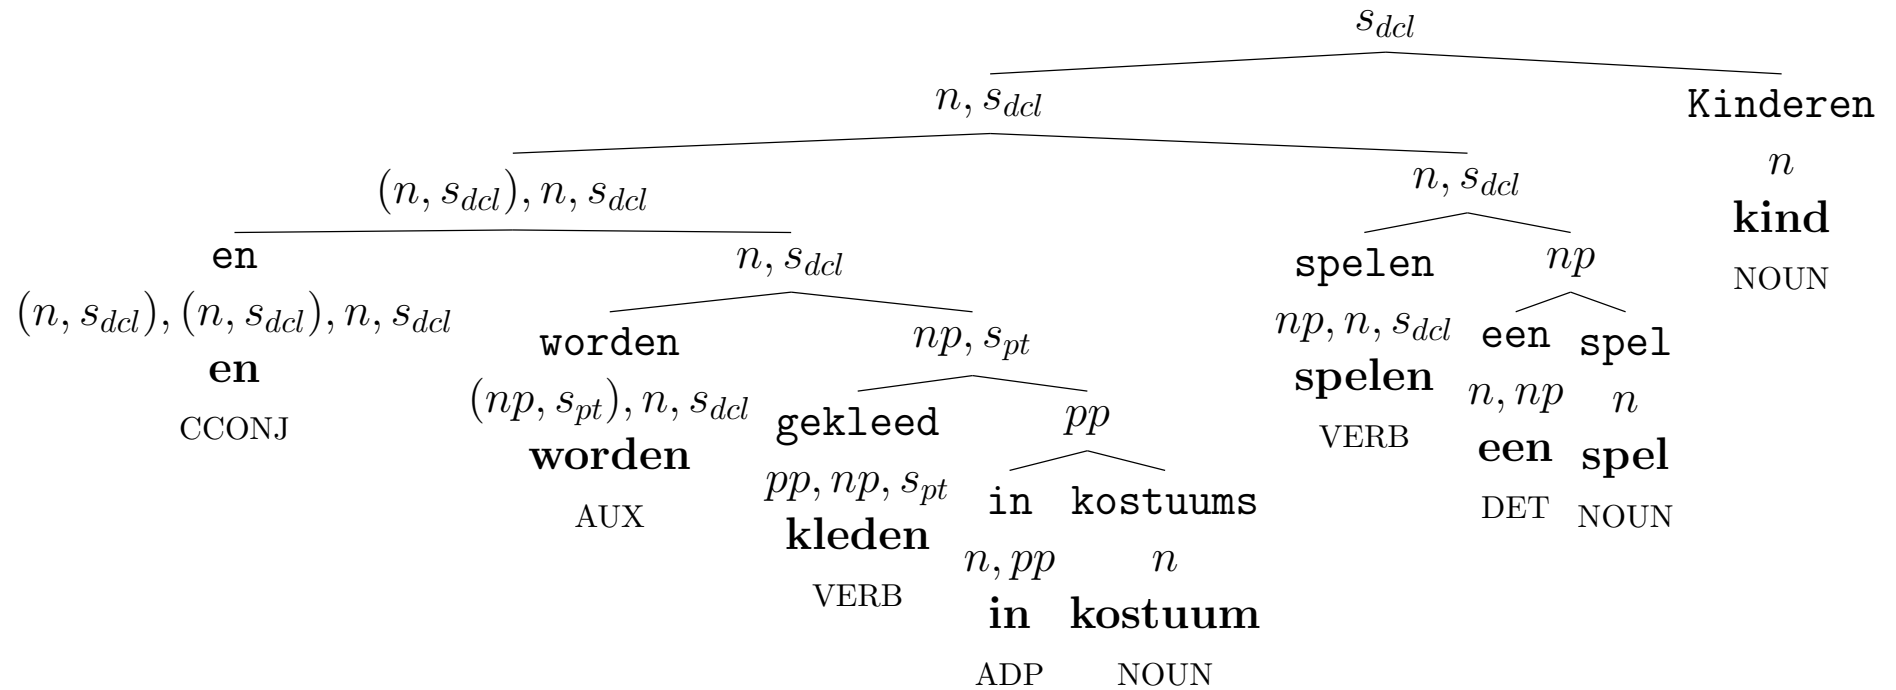 s_dcl
n, s_dcl
Kinderen
n
kind
NOUN
(n, s_dcl), n, s_dcl
n, s_dcl
en
(n, s_dcl), (n, s_dcl), n, s_dcl
en
CCONJ
n, s_dcl
worden
(np, s_pt), n, s_dcl
worden
AUX
np, s_pt
gekleed
pp, np, s_pt
kleden
VERB
pp
in
n, pp
in
ADP
kostuums
n
kostuum
NOUN
spelen
np, n, s_dcl
spelen
VERB
np
een
n, np
een
DET
spel
n
spel
NOUN